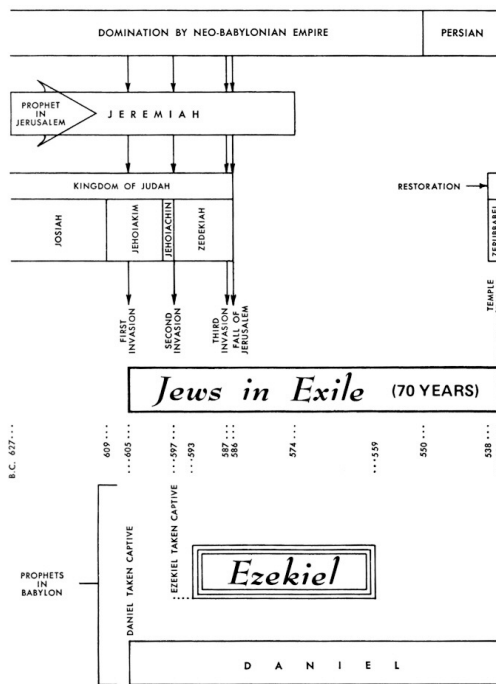 DOMINATION BY NEO-BABYLONIAN EMPIRE
PERSIAN
PROPHET
IN
JERUSALEM
JEREMIAH
KINGDOM OF JUDAH
RESTORATION
JOSIAH
JEHOIAKIM
JEHOIACHIN
ZEDEKIAH
ZERUBBABEL
FIRST
INVASION
SECOND
INVASION
THIRD
INVASION
FALL OF
JERUSALEM
TEMPLE
Jews in Exile (70 YEARS)
B.C. 627...
609...
...605...
...597...
...593
587...
586...
574...
...559
550...
538...
PROPHETS
IN
BABYLON
DANIEL TAKEN CAPTIVE
EZEKIEL TAKEN CAPTIVE
Ezekiel
DANIEL